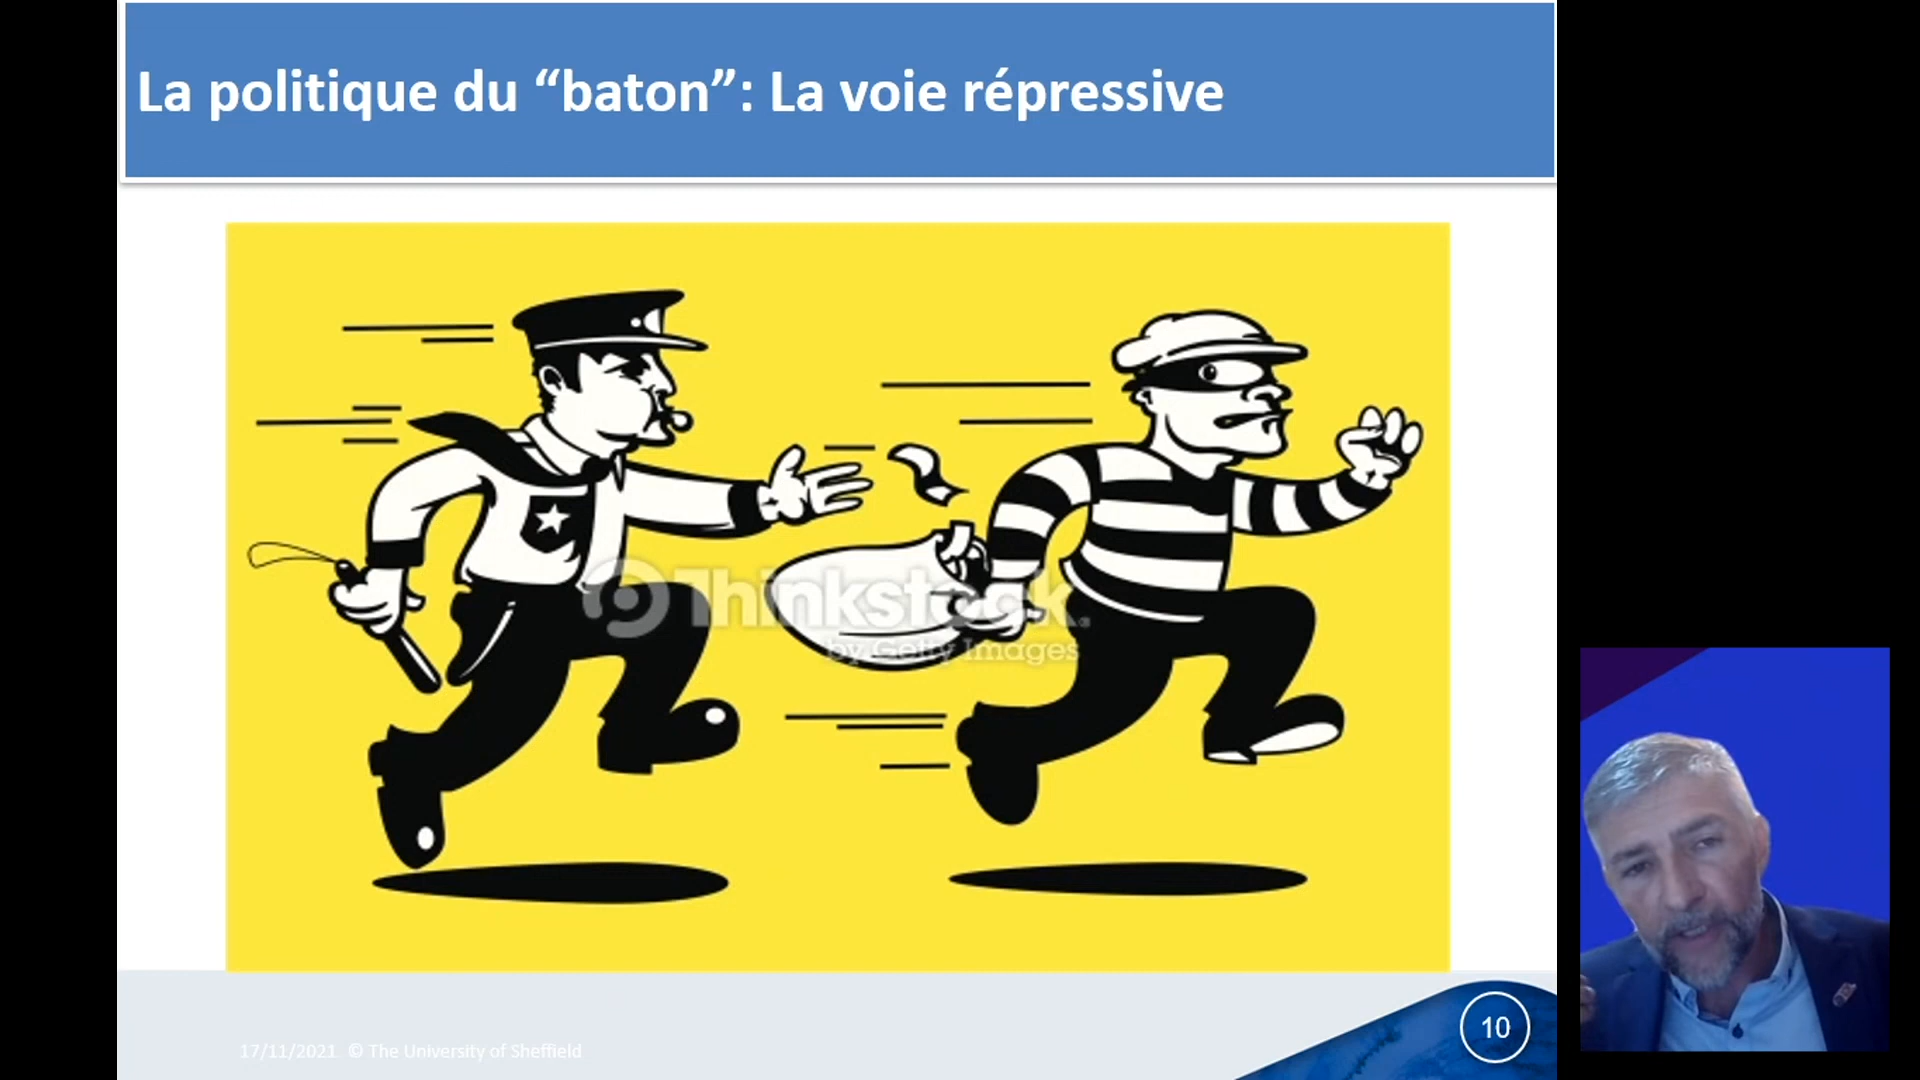 La politique du “baton”: La voie répressive
Thinkstock.
by Getty Images
17/11/2021 © The University of Sheffield
10